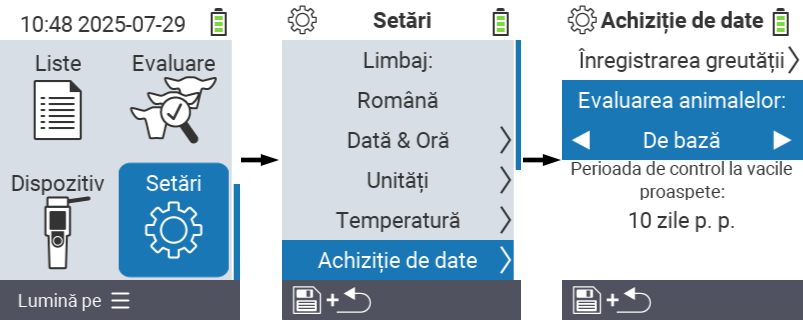 10:48 2025-07-29
Liste
Evaluare
Dispozitiv
Setări
Lumină pe
Setări
Limbaj:
Română
Dată & Oră
Unități
Temperatură
Achiziție de date
+
Achiziție de date
Înregistrarea greutății
Evaluarea animalelor:
De bază
Perioada de control la vacile
proaspete:
10 zile p. p.
+